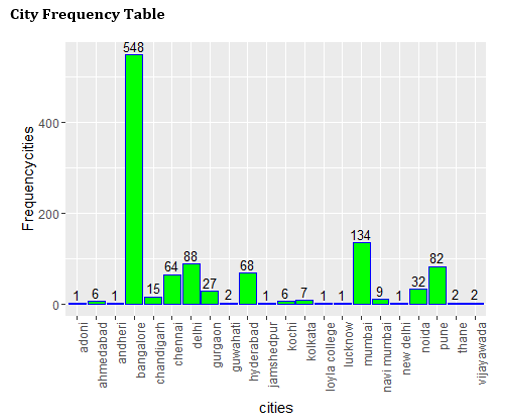 City Frequency Table
548
400
200
0
Frequencycities
1 6 1 15 64 88 27 2 68 1 6 7 1 1 134 9 1 32 82 2 2
adoni
ahmedabad
andheri
bangalore
chandigarh
chennai
delhi
gurgaon
guwahati
hyderabad
jamshedpur
kochi
kolkata
loyla college
lucknow
mumbai
navi mumbai
new delhi
noida
pune
thane
vijayawada
cities